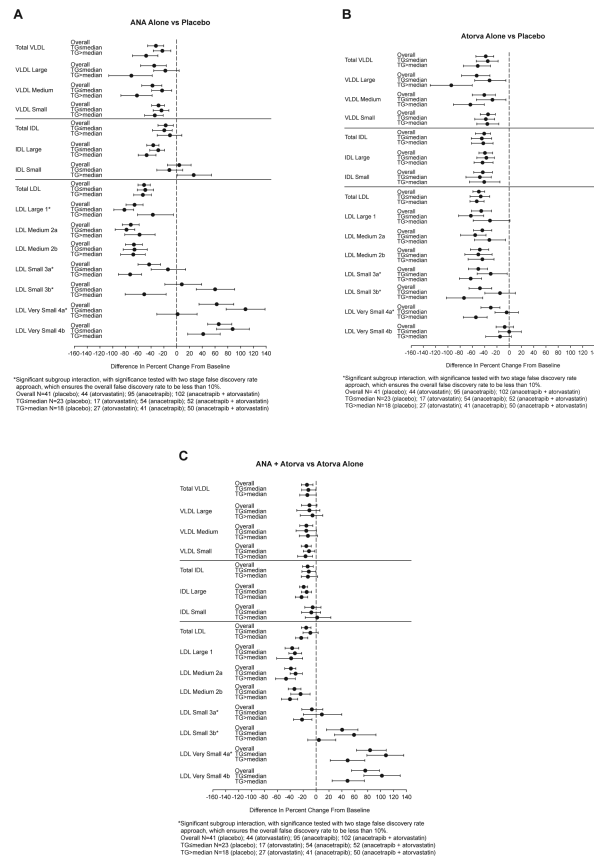 A
ANA Alone vs Placebo
Total VLDL
Overall
TG≤median
TG>median
VLDL Large
Overall
TG≤median
TG>median
VLDL Medium
Overall
TG≤median
TG>median
VLDL Small
Overall
TG≤median
TG>median
Total IDL
Overall
TG≤median
TG>median
IDL Large
Overall
TG≤median
TG>median
IDL Small
Overall
TG≤median
TG>median
Total LDL
Overall
TG≤median
TG>median
LDL Large 1*
Overall
TG≤median
TG>median
LDL Medium 2a
Overall
TG≤median
TG>median
LDL Medium 2b
Overall
TG≤median
TG>median
LDL Small 3a*
Overall
TG≤median
TG>median
LDL Small 3b*
Overall
TG≤median
TG>median
LDL Very Small 4a*
Overall
TG≤median
TG>median
LDL Very Small 4b
Overall
TG≤median
TG>median
-160 -140 -120 -100 -80 -60 -40 -20 0 20 40 60 80 100 120 140
Difference In Percent Change From Baseline
*Significant subgroup interaction, with significance tested with two stage false discovery rate
approach, which ensures the overall false discovery rate to be less than 10%.
Overall N=41 (placebo); 44 (atorvastatin); 95 (anacetrapib); 102 (anacetrapib + atorvastatin)
TG≤median N=23 (placebo); 17 (atorvastatin); 54 (anacetrapib); 52 (anacetrapib + atorvastatin)
TG>median N=18 (placebo); 27 (atorvastatin); 41 (anacetrapib); 50 (anacetrapib + atorvastatin)
B
Atorva Alone vs Placebo
Total VLDL
Overall
TG≤median
TG>median
VLDL Large
Overall
TG≤median
TG>median
VLDL Medium
Overall
TG≤median
TG>median
VLDL Small
Overall
TG≤median
TG>median
Total IDL
Overall
TG≤median
TG>median
IDL Large
Overall
TG≤median
TG>median
IDL Small
Overall
TG≤median
TG>median
Total LDL
Overall
TG≤median
TG>median
LDL Large 1
Overall
TG≤median
TG>median
LDL Medium 2a
Overall
TG≤median
TG>median
LDL Medium 2b
Overall
TG≤median
TG>median
LDL Small 3a*
Overall
TG≤median
TG>median
LDL Small 3b*
Overall
TG≤median
TG>median
LDL Very Small 4a*
Overall
TG≤median
TG>median
LDL Very Small 4b
Overall
TG≤median
TG>median
-160 -140 -120 -100 -80 -60 -40 -20 0 20 40 60 80 100 120 140
Difference In Percent Change From Baseline
*Significant subgroup interaction, with significance tested with two stage false discovery rate
approach, which ensures the overall false discovery rate to be less than 10%.
Overall N= 41 (placebo); 44 (atorvastatin); 95 (anacetrapib); 102 (anacetrapib + atorvastatin)
TG≤median N=23 (placebo); 17 (atorvastatin); 54 (anacetrapib); 52 (anacetrapib + atorvastatin)
TG>median N=18 (placebo); 27 (atorvastatin); 41 (anacetrapib); 50 (anacetrapib + atorvastatin)
C
ANA + Atorva vs Atorva Alone
Total VLDL
Overall
TG≤median
TG>median
VLDL Large
Overall
TG≤median
TG>median
VLDL Medium
Overall
TG≤median
TG>median
VLDL Small
Overall
TG≤median
TG>median
Total IDL
Overall
TG≤median
TG>median
IDL Large
Overall
TG≤median
TG>median
IDL Small
Overall
TG≤median
TG>median
Total LDL
Overall
TG≤median
TG>median
LDL Large 1
Overall
TG≤median
TG>median
LDL Medium 2a
Overall
TG≤median
TG>median
LDL Medium 2b
Overall
TG≤median
TG>median
LDL Small 3a*
Overall
TG≤median
TG>median
LDL Small 3b*
Overall
TG≤median
TG>median
LDL Very Small 4a*
Overall
TG≤median
TG>median
LDL Very Small 4b
Overall
TG≤median
TG>median
-160 -140 -120 -100 -80 -60 -40 -20 0 20 40 60 80 100 120 140
Difference In Percent Change From Baseline
*Significant subgroup interaction, with significance tested with two stage false discovery rate
approach, which ensures the overall false discovery rate to be less than 10%.
Overall N=41 (placebo); 44 (atorvastatin); 95 (anacetrapib); 102 (anacetrapib + atorvastatin)
TG≤median N=23 (placebo); 17 (atorvastatin); 54 (anacetrapib); 52 (anacetrapib + atorvastatin)
TG>median N=18 (placebo); 27 (atorvastatin); 41 (anacetrapib); 50 (anacetrapib + atorvastatin)